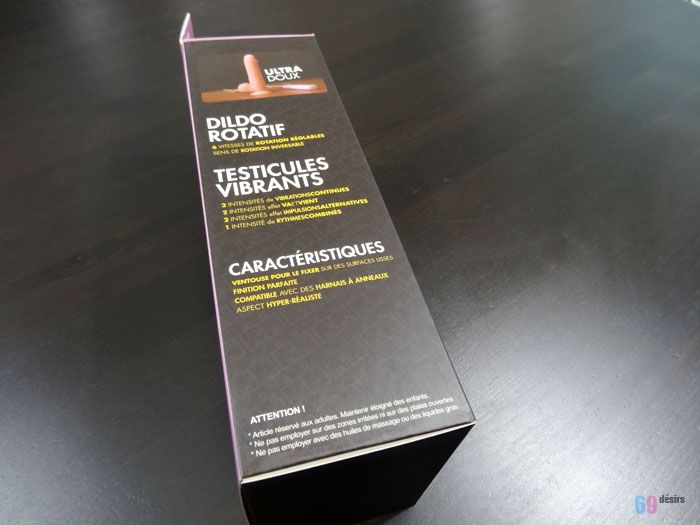 ULTRA
DOUX
DILDO
ROTATIF
6 VITESSES DE ROTATION RÉGLABLES
SENS DE ROTATION INVERSABLE
TESTICULES
VIBRANTS
2 INTENSITÉS de VIBRATIONSCONTINUES
2 INTENSITÉS effet VAETVIENT
2 INTENSITÉS effet IMPULSIONSALTERNATIVES
1 INTENSITÉ de RYTHMESCOMBINÉS
CARACTÉRISTIQUES
VENTOUSE POUR LE FIXER SUR DES SURFACES LISSES
FINITION PARFAITE
COMPATIBLE AVEC DES HARNAIS À ANNEAUX
ASPECT HYPER-RÉALISTE
ATTENTION !
* Article réservé aux adultes. Maintenir éloigné des enfants.
* Ne pas employer sur des zones irritées ni sur des plaies ouvertes.
* Ne pas employer avec des huiles de massage ou des liquides gras.
69 désirs